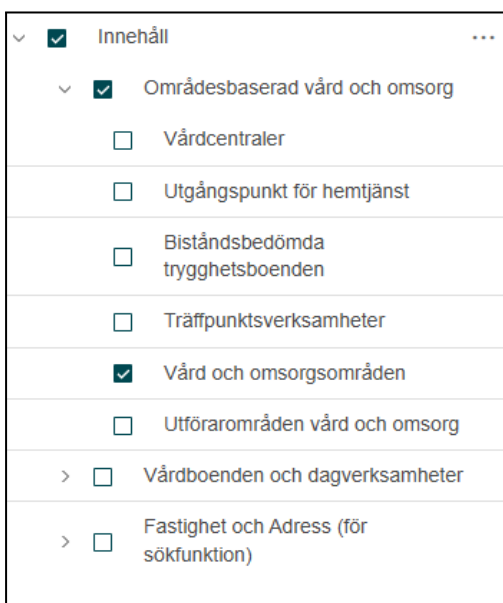 Innehåll
Områdesbaserad vård och omsorg
Vårdcentraler
Utgångspunkt för hemtjänst
Biståndsbedömda
trygghetsboenden
Träffpunktsverksamheter
Vård och omsorgsområden
Utförarområden vård och omsorg
Vårdboenden och dagverksamheter
Fastighet och Adress (för
sökfunktion)